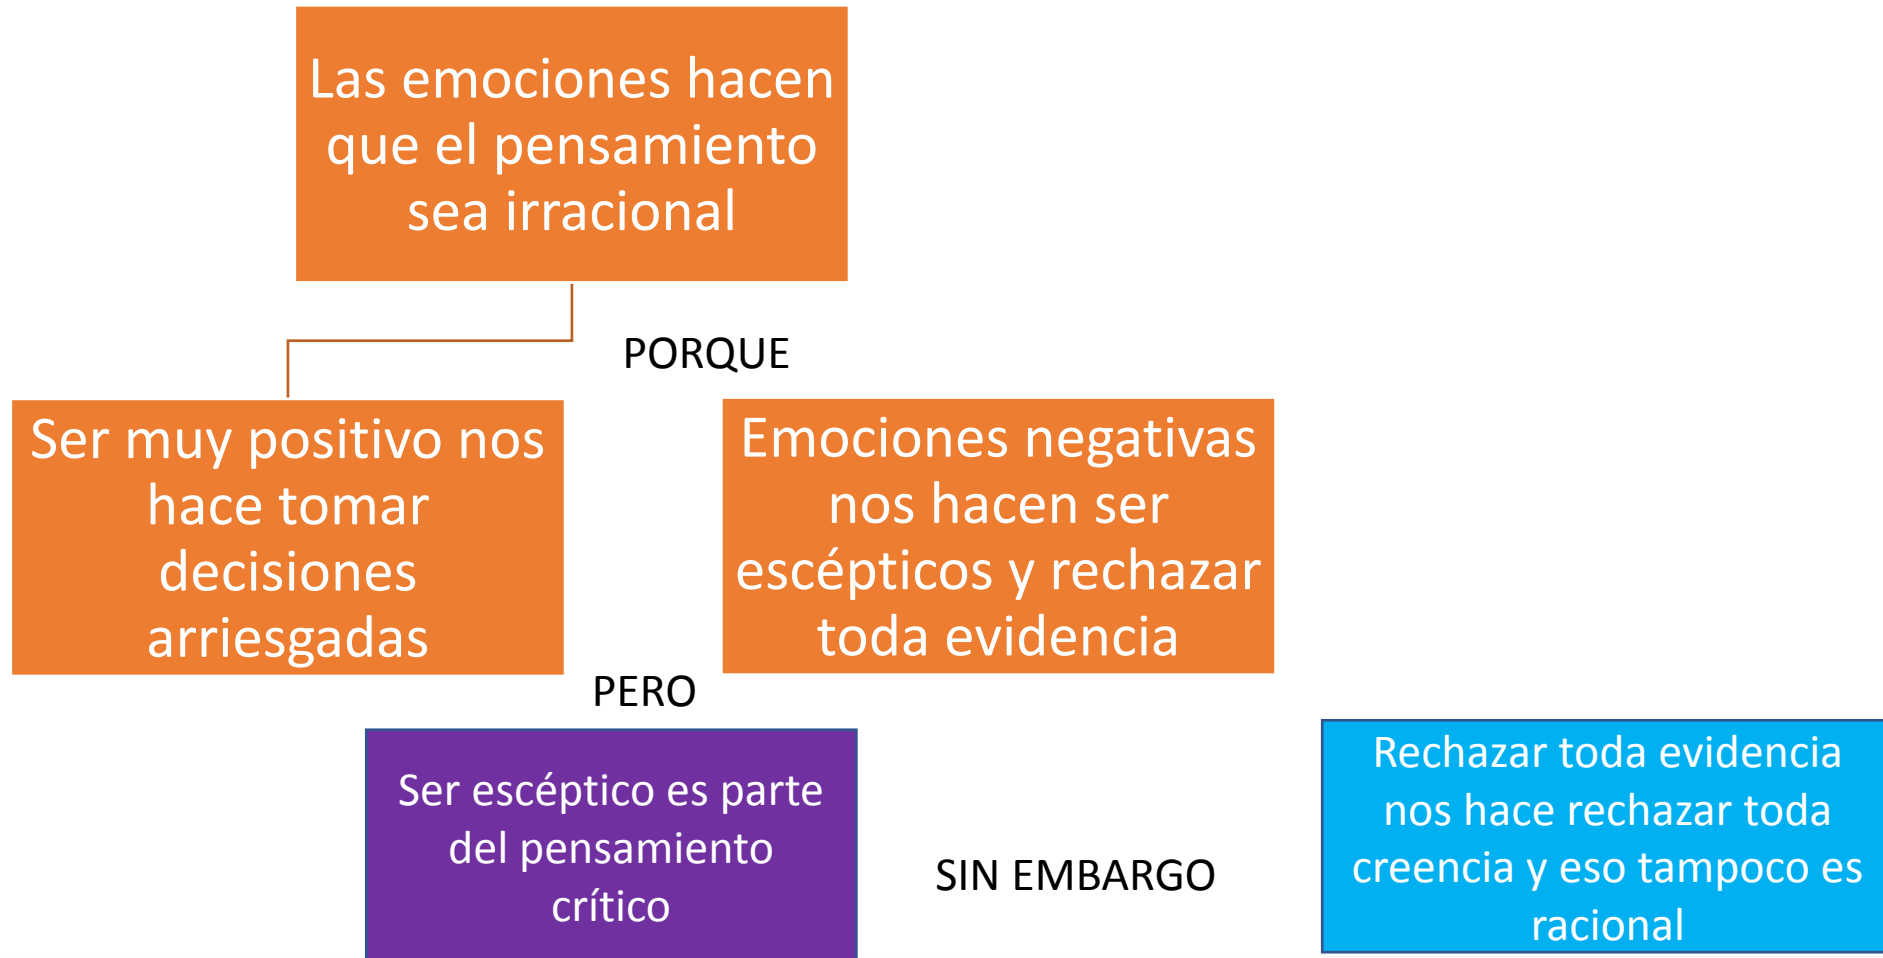 Las emociones hacen
que el pensamiento
sea irracional
PORQUE
Ser muy positivo nos
hace tomar
decisiones
arriesgadas
Emociones negativas
nos hacen ser
escépticos y rechazar
toda evidencia
PERO
Ser escéptico es parte
del pensamiento
crítico
SIN EMBARGO
Rechazar toda evidencia
nos hace rechazar toda
creencia y eso tampoco es
racional